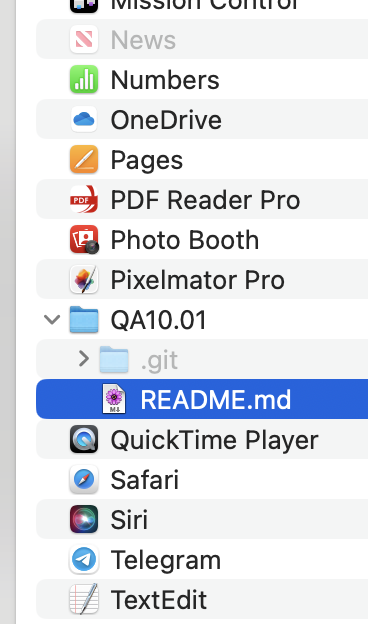 Mission Control
News
Numbers
OneDrive
Pages
PDF PDF Reader Pro
Photo Booth
Pixelmator Pro
QA10.01
.git
M↓ README.md
QuickTime Player
Safari
Siri
Telegram
TextEdit